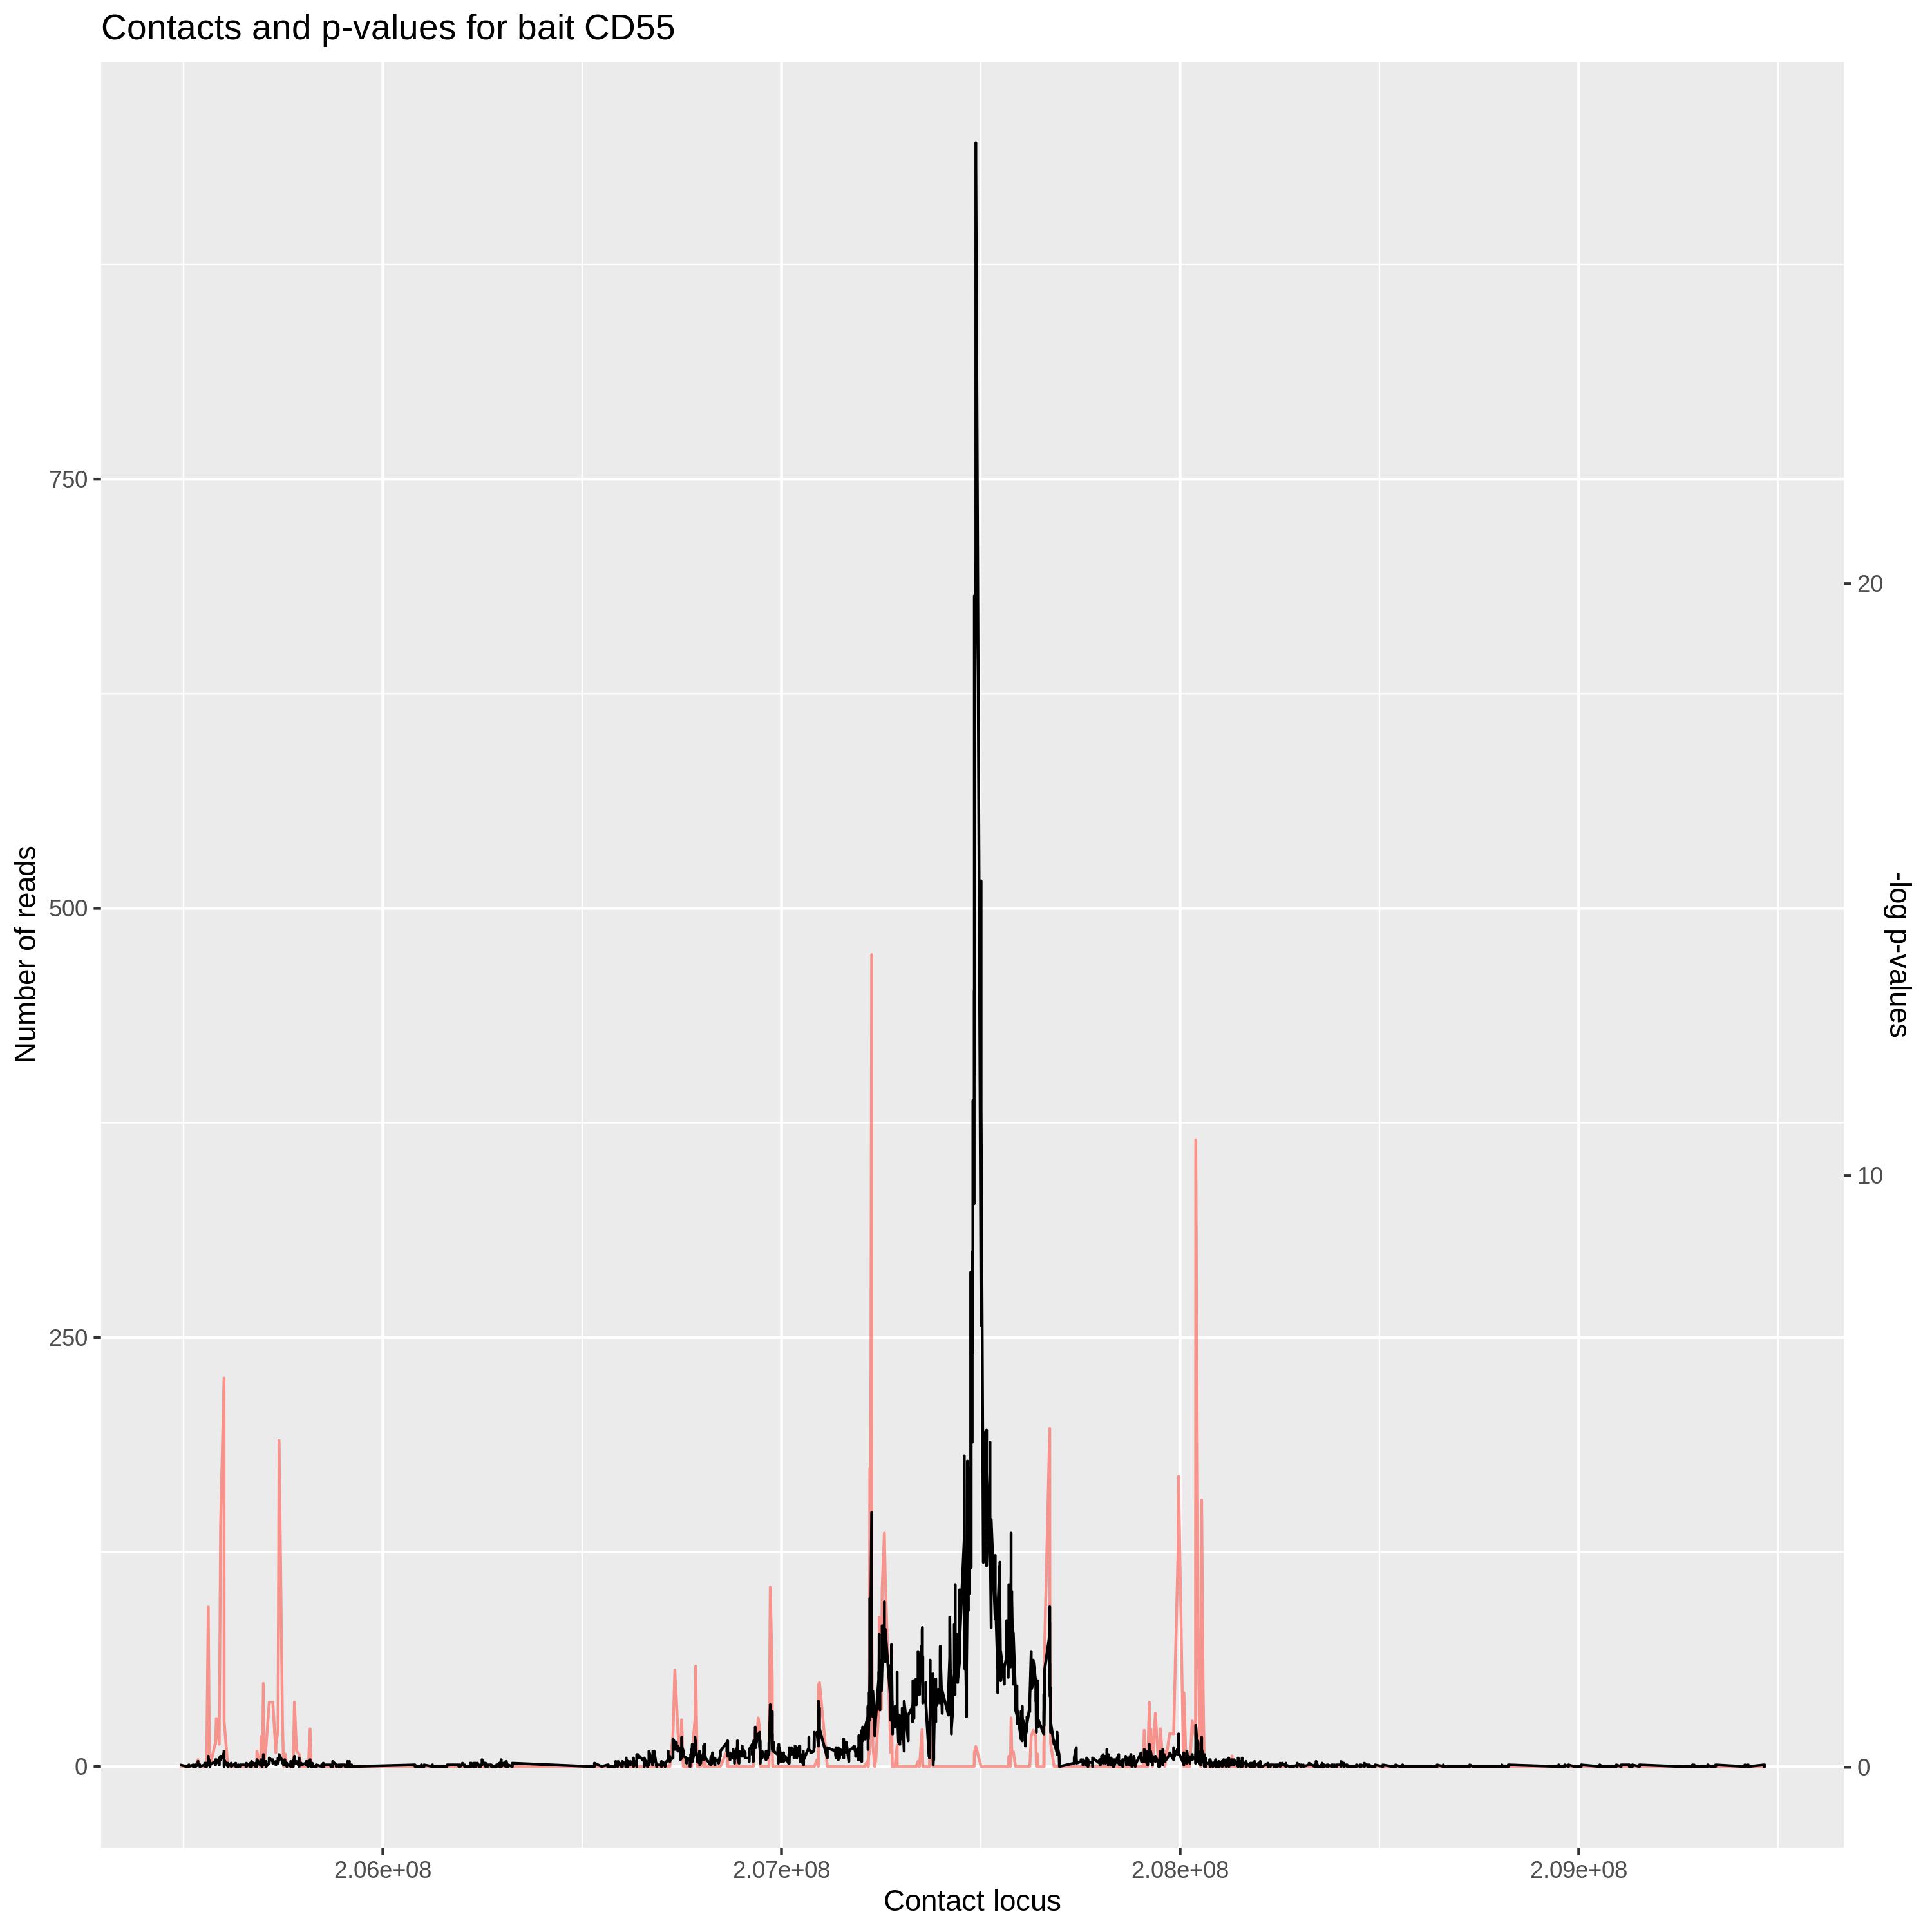 Contacts and p-values for bait CD55
Number of reads
750
500
250
0
20
10
0
-log p-values
2.06e+08
2.07e+08
2.08e+08
2.09e+08
Contact locus